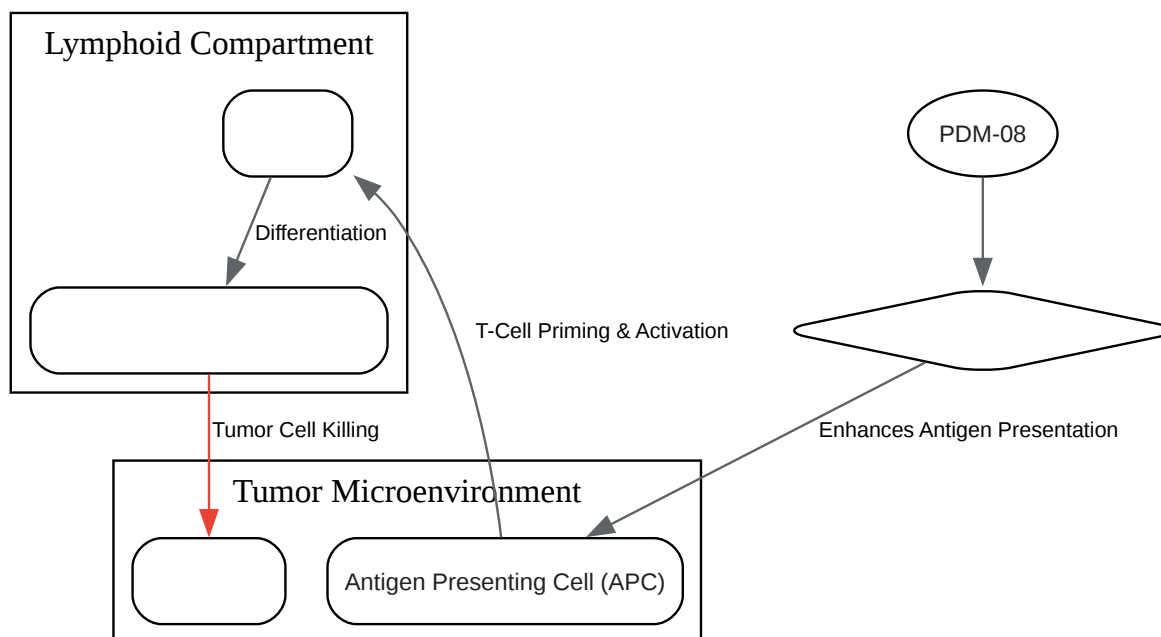 Lymphoid Compartment
PDM-08
Differentiation
T-Cell Priming & Activation
Tumor Cell Killing
Enhances Antigen Presentation
Tumor Microenvironment
Antigen Presenting Cell (APC)